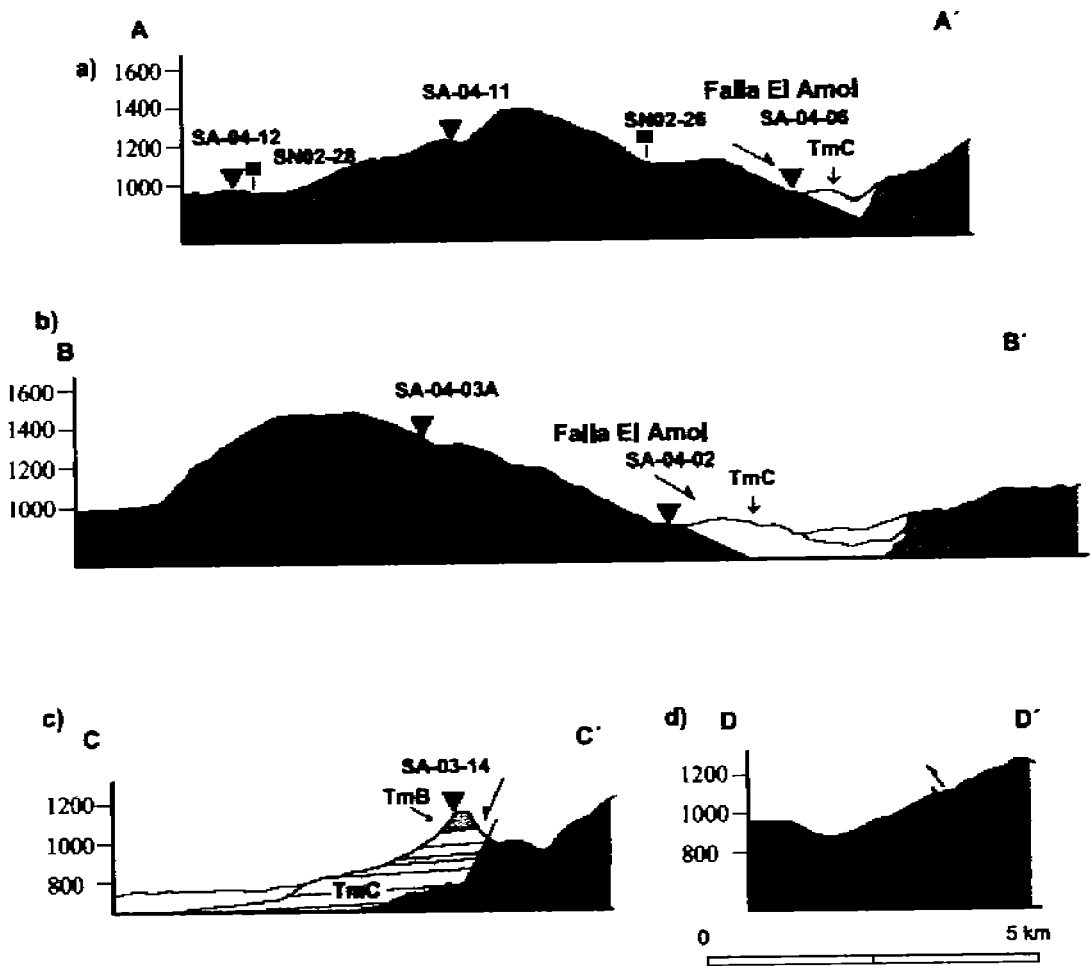 A A´
a)
1600
1400
1200
1000
SA-04-12
SN02-28
SA-04-11
SN02-26
Falla El Amol
SA-04-06
TmC
b)
B B´
1600
1400
1200
1000
SA-04-03A
Falla El Amol
SA-04-02
TmC
c)
C C´
1200
1000
800
SA-03-14
TmB
TmC
d) D D´
1200
1000
800
0 5 km